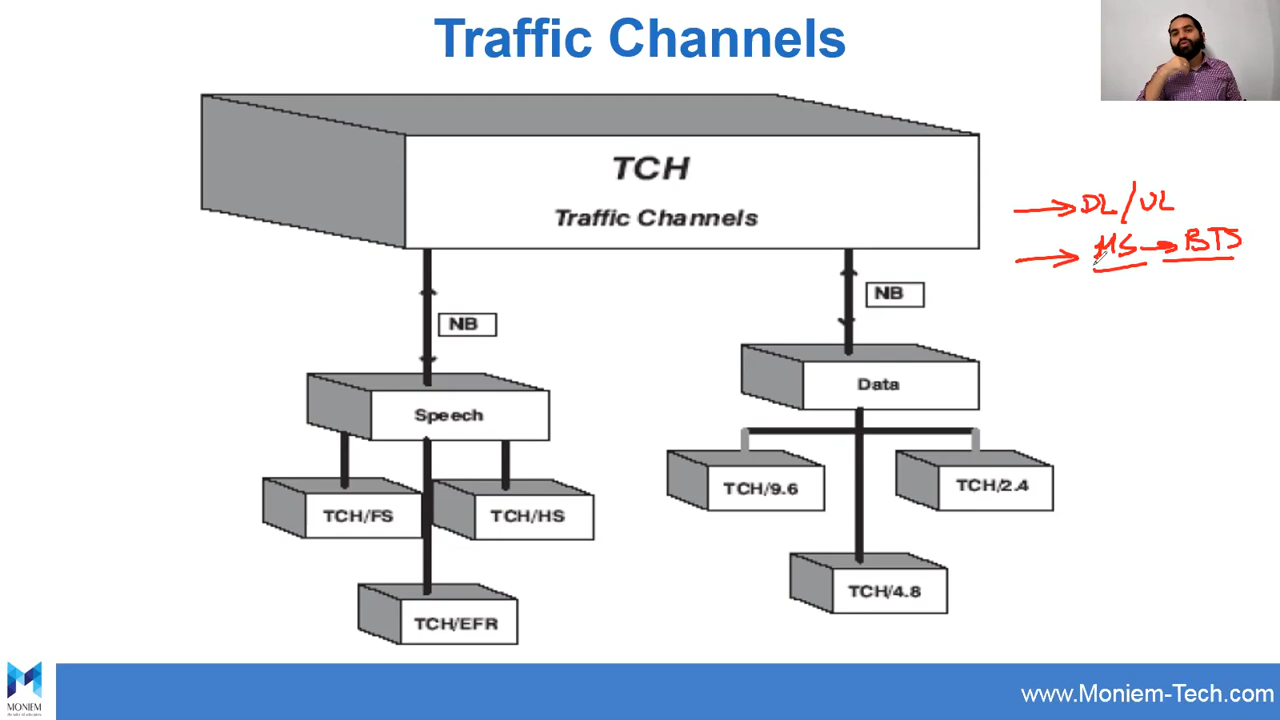 Traffic Channels
TCH
Traffic Channels
DL/UL
MS → BTS
NB
NB
Data
Speech
TCH/9.6
TCH/2.4
TCH/FS
TCH/HS
TCH/4.8
TCH/EFR
MONIEM
www.Moniem-Tech.com